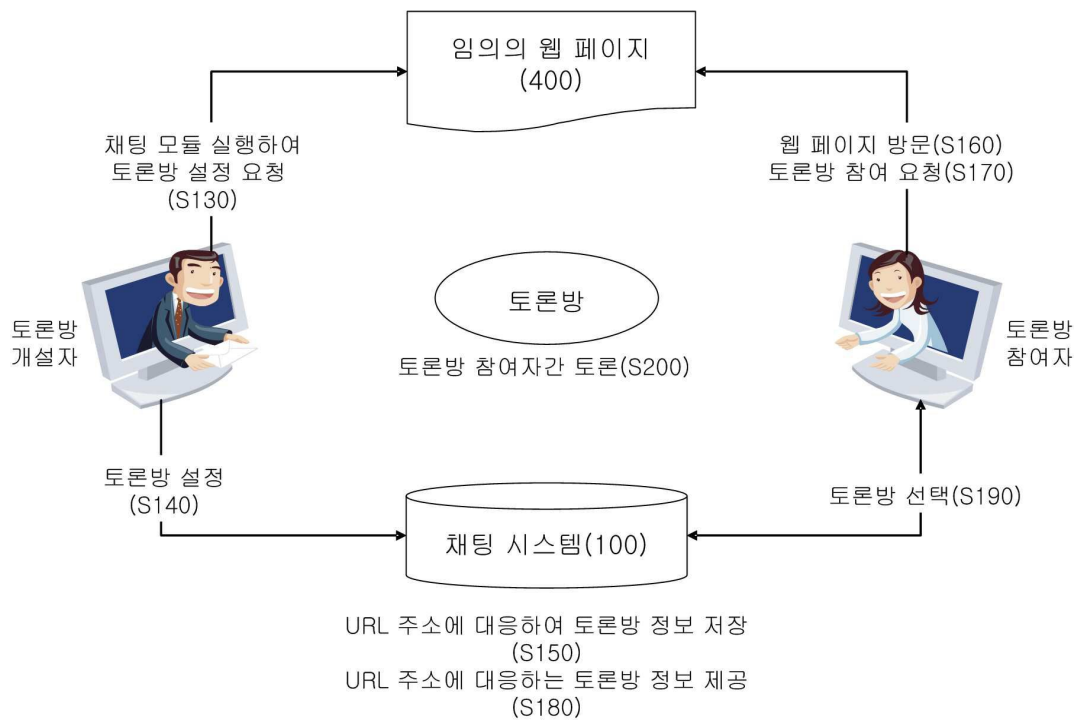 임의의 웹 페이지
(400)
채팅 모듈 실행하여
토론방 설정 요청
(S130)
웹 페이지 방문(S160)
토론방 참여 요청(S170)
토론방
개설자
토론방
토론방 참여자간 토론(S200)
토론방
참여자
토론방 설정
(S140)
토론방 선택(S190)
채팅 시스템(100)
URL 주소에 대응하여 토론방 정보 저장
(S150)
URL 주소에 대응하는 토론방 정보 제공
(S180)